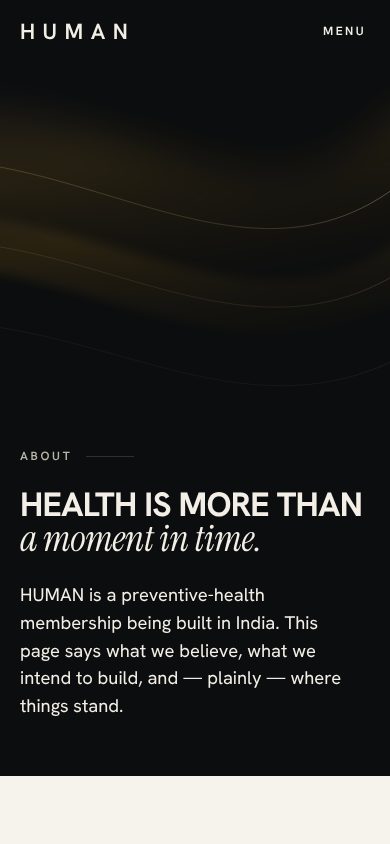 HUMAN
MENU
ABOUT
HEALTH IS MORE THAN
a moment in time.
HUMAN is a preventive-health
membership being built in India. This
page says what we believe, what we
intend to build, and — plainly — where
things stand.